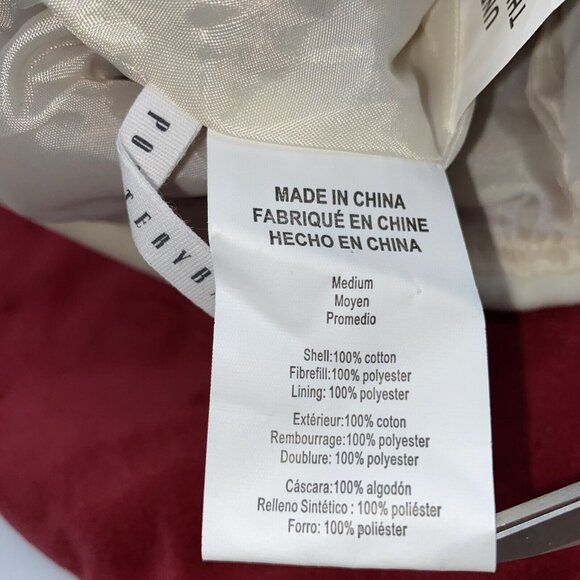 POTTERYBA
MADE IN CHINA
FABRIQUÉ EN CHINE
HECHO EN CHINA
Medium
Moyen
Promedio
Shell:100% cotton
Fibrefill:100% polyester
Lining: 100% polyester
Extérieur:100% coton
Rembourrage:100% polyester
Doublure: 100% polyester
Cáscara:100% algodón
Relleno Sintético : 100% poliéster
Forro: 100% poliéster